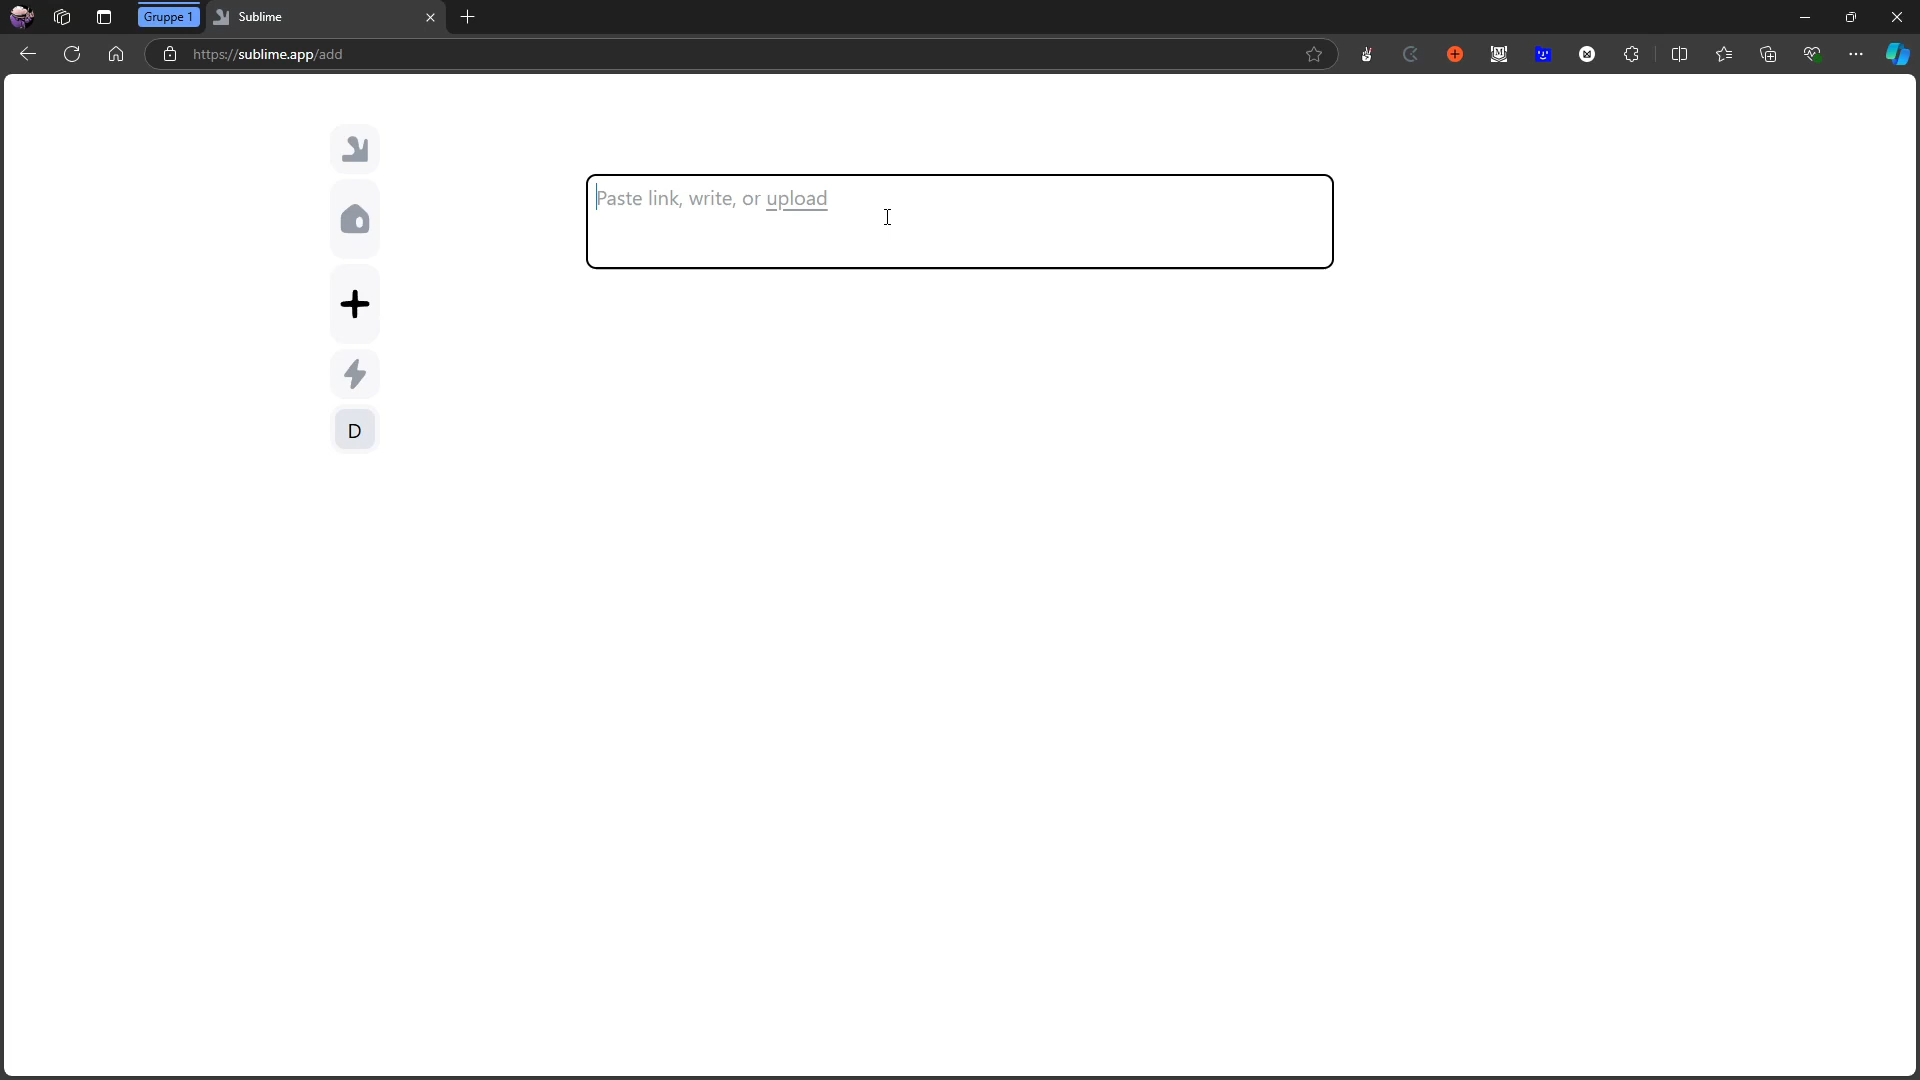 Gruppe 1
Sublime
https://sublime.app/add
Paste link, write, or upload
D